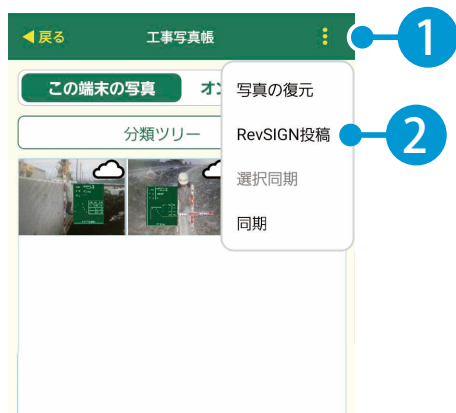 戻る 工事写真帳 1
この端末の写真 オン
写真の復元
分類ツリー RevSIGN投稿 2
選択同期
同期